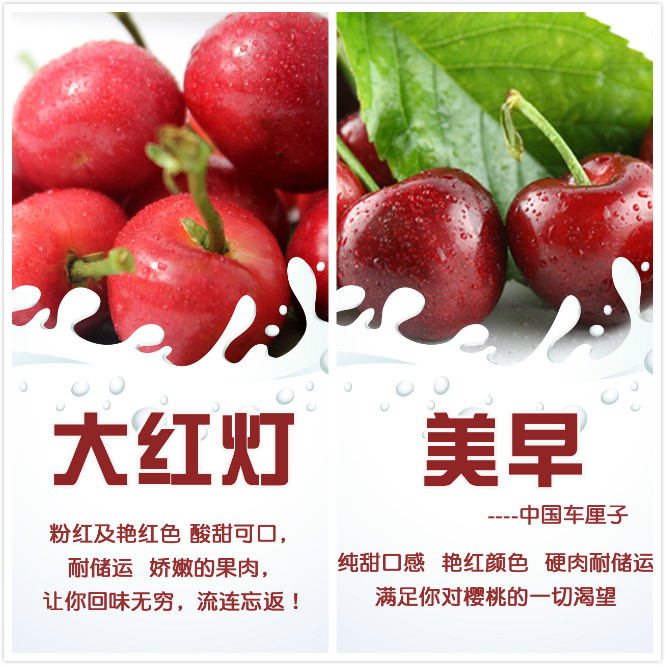 大红灯
粉红及艳红色 酸甜可口，
耐储运 娇嫩的果肉，
让你回味无穷，流连忘返！
美早
----中国车厘子
纯甜口感 艳红颜色 硬肉耐储运
满足你对樱桃的一切渴望